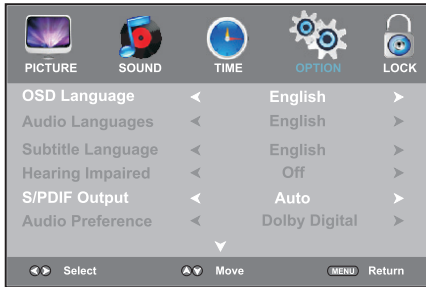 PICTURE SOUND TIME OPTION LOCK
OSD Language English
Audio Languages English
Subtitle Language English
Hearing Impaired Off
S/PDIF Output Auto
Audio Preference Dolby Digital
Select Move MENU Return